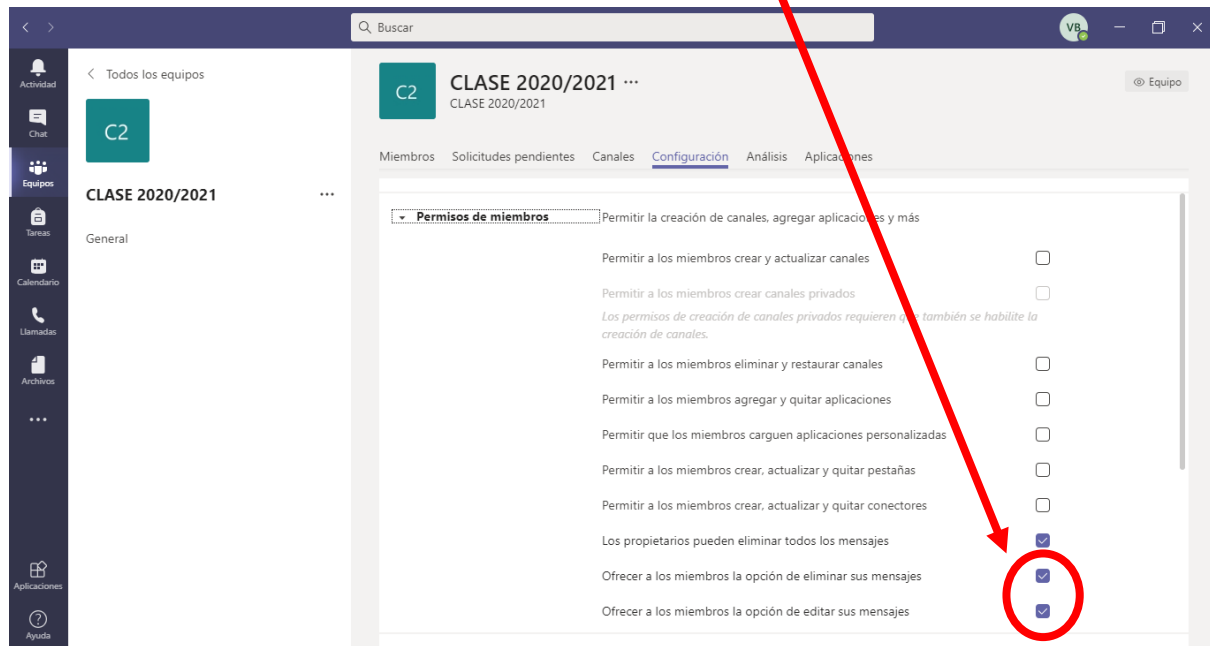 Buscar
VB
Actividad
Chat
Equipos
Tareas
Calendario
Llamadas
Archivos
Aplicaciones
Ayuda
Todos los equipos
C2
CLASE 2020/2021
General
C2
CLASE 2020/2021
CLASE 2020/2021
Equipo
Miembros Solicitudes pendientes Canales Configuración Análisis Aplicaciones
Permisos de miembros Permitir la creación de canales, agregar aplicaciones y más
Permitir a los miembros crear y actualizar canales
Permitir a los miembros crear canales privados
Los permisos de creación de canales privados requieren que también se habilite la
creación de canales.
Permitir a los miembros eliminar y restaurar canales
Permitir a los miembros agregar y quitar aplicaciones
Permitir que los miembros carguen aplicaciones personalizadas
Permitir a los miembros crear, actualizar y quitar pestañas
Permitir a los miembros crear, actualizar y quitar conectores
Los propietarios pueden eliminar todos los mensajes
Ofrecer a los miembros la opción de eliminar sus mensajes
Ofrecer a los miembros la opción de editar sus mensajes